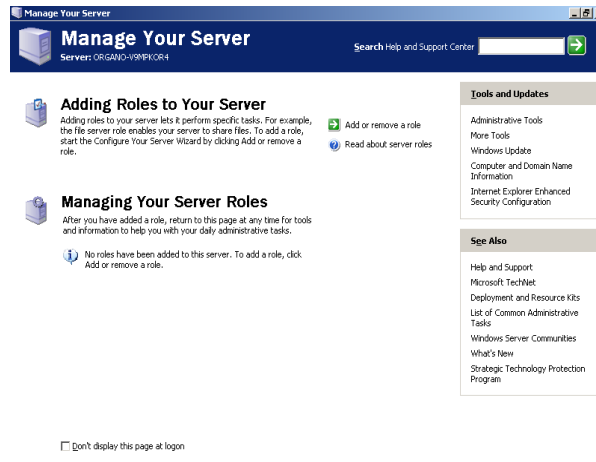 Manage Your Server
Manage Your Server
Server: ORGANO-V9MPKOR4
Search Help and Support Center
Adding Roles to Your Server
Adding roles to your server lets it perform specific tasks. For example,
the file server role enables your server to share files. To add a role,
start the Configure Your Server Wizard by clicking Add or remove a
role.
Add or remove a role
Read about server roles
Managing Your Server Roles
After you have added a role, return to this page at any time for tools
and information to help you with your daily administrative tasks.
No roles have been added to this server. To add a role, click
Add or remove a role.
Tools and Updates
Administrative Tools
More Tools
Windows Update
Computer and Domain Name
Information
Internet Explorer Enhanced
Security Configuration
See Also
Help and Support
Microsoft TechNet
Deployment and Resource Kits
List of Common Administrative
Tasks
Windows Server Communities
What's New
Strategic Technology Protection
Program
Don't display this page at logon